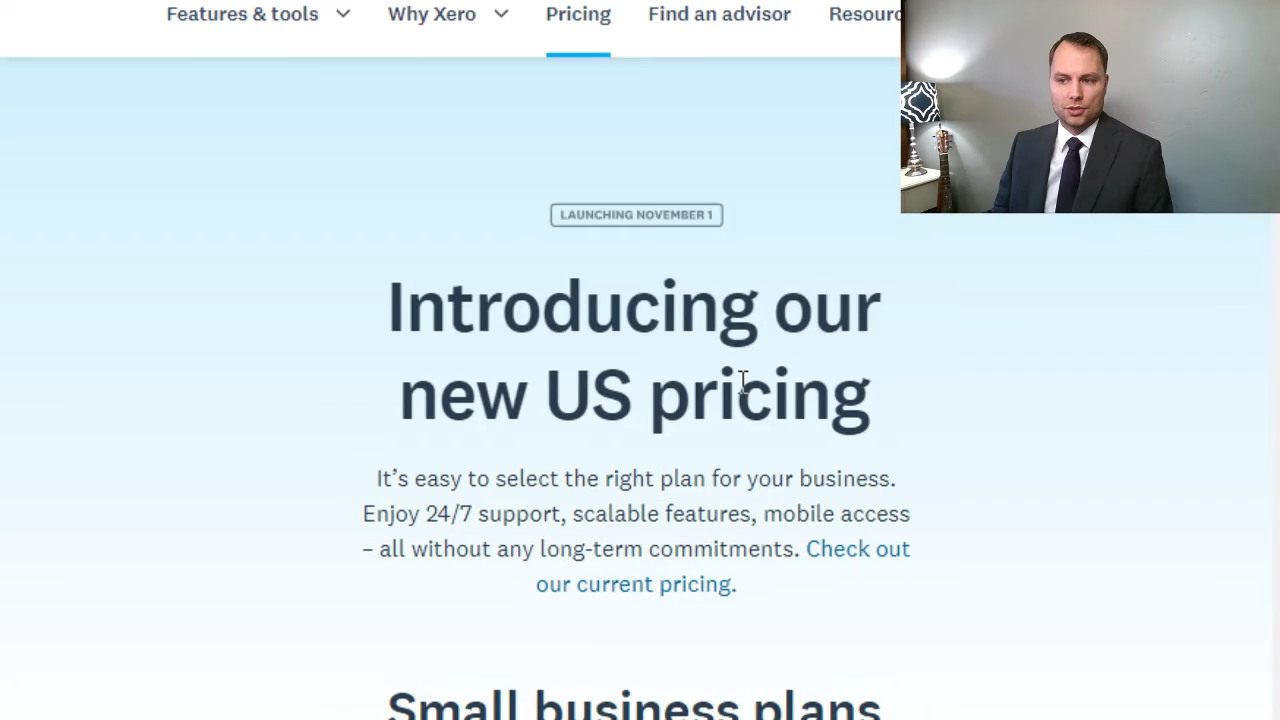 Features & tools Why Xero Pricing Find an advisor Resourc
LAUNCHING NOVEMBER 1
Introducing our
new US pricing
It’s easy to select the right plan for your business.
Enjoy 24/7 support, scalable features, mobile access
– all without any long-term commitments. Check out
our current pricing.
Small business plans